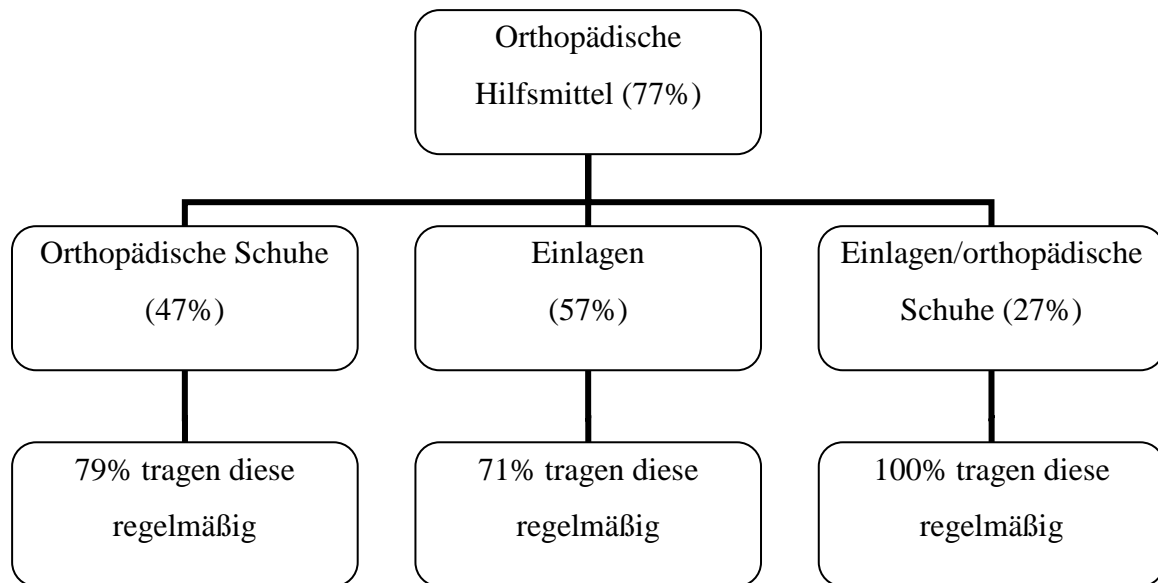 Orthopädische
Hilfsmittel (77%)
Orthopädische Schuhe
(47%)
Einlagen
(57%)
Einlagen/orthopädische
Schuhe (27%)
79% tragen diese
regelmäßig
71% tragen diese
regelmäßig
100% tragen diese
regelmäßig